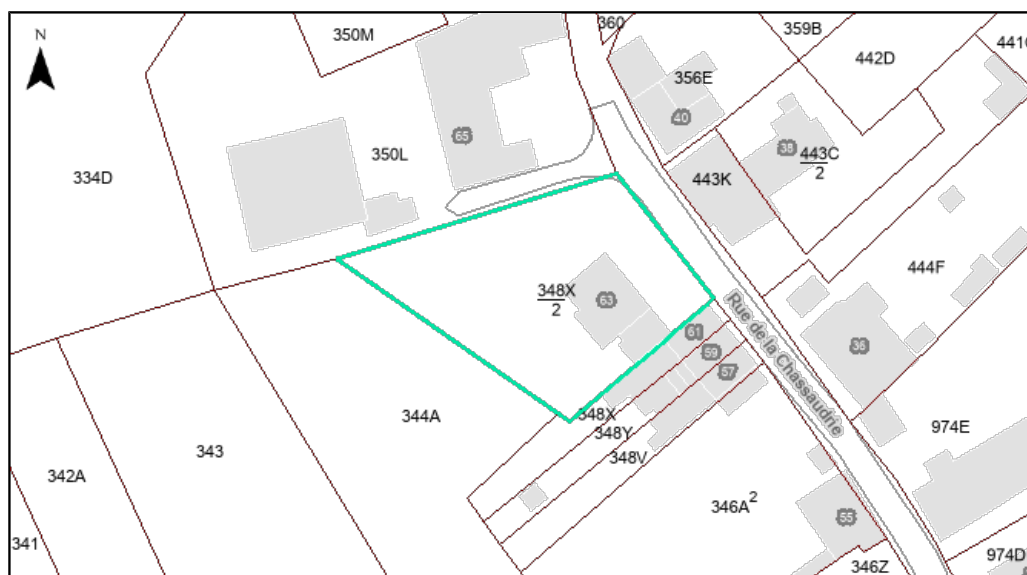 N
350M
360
359B
442D
441C
356E
40
65
350L
38
443C
2
443K
334D
444F
348X
2
63
61
59
57
Rue de la Chassaudrie
36
348X
348Y
348V
344A
343
342A
341
974E
346A²
55
346Z
974D